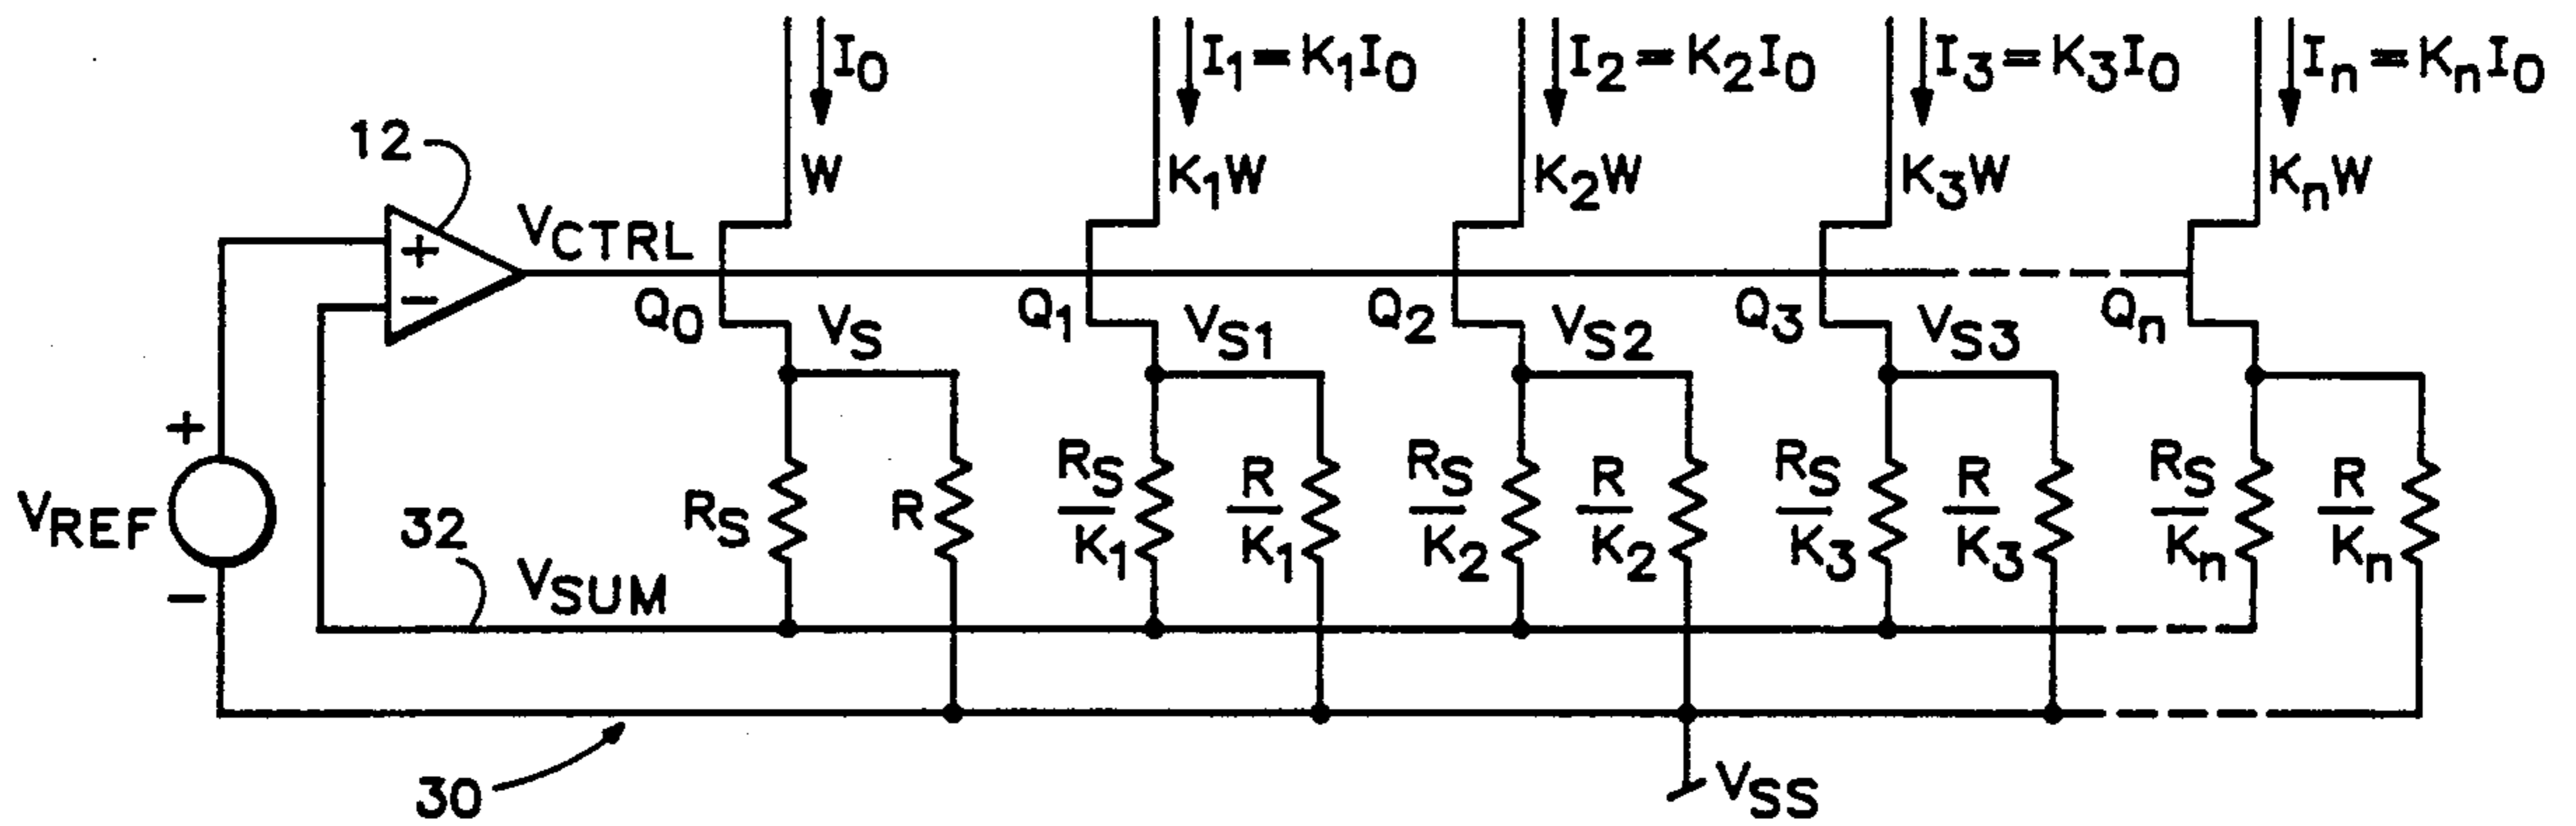 I0 I1=K1I0 I2=K2I0 I3=K3I0 In=KnI0
12 W K1W K2W K3W KnW
+ VCTRL
−
Q0 VS Q1 VS1 Q2 VS2 Q3 VS3 Qn
+
VREF
−
RS R RS/K1 R/K1 RS/K2 R/K2 RS/K3 R/K3 RS/Kn R/Kn
32 VSUM
30 VSS